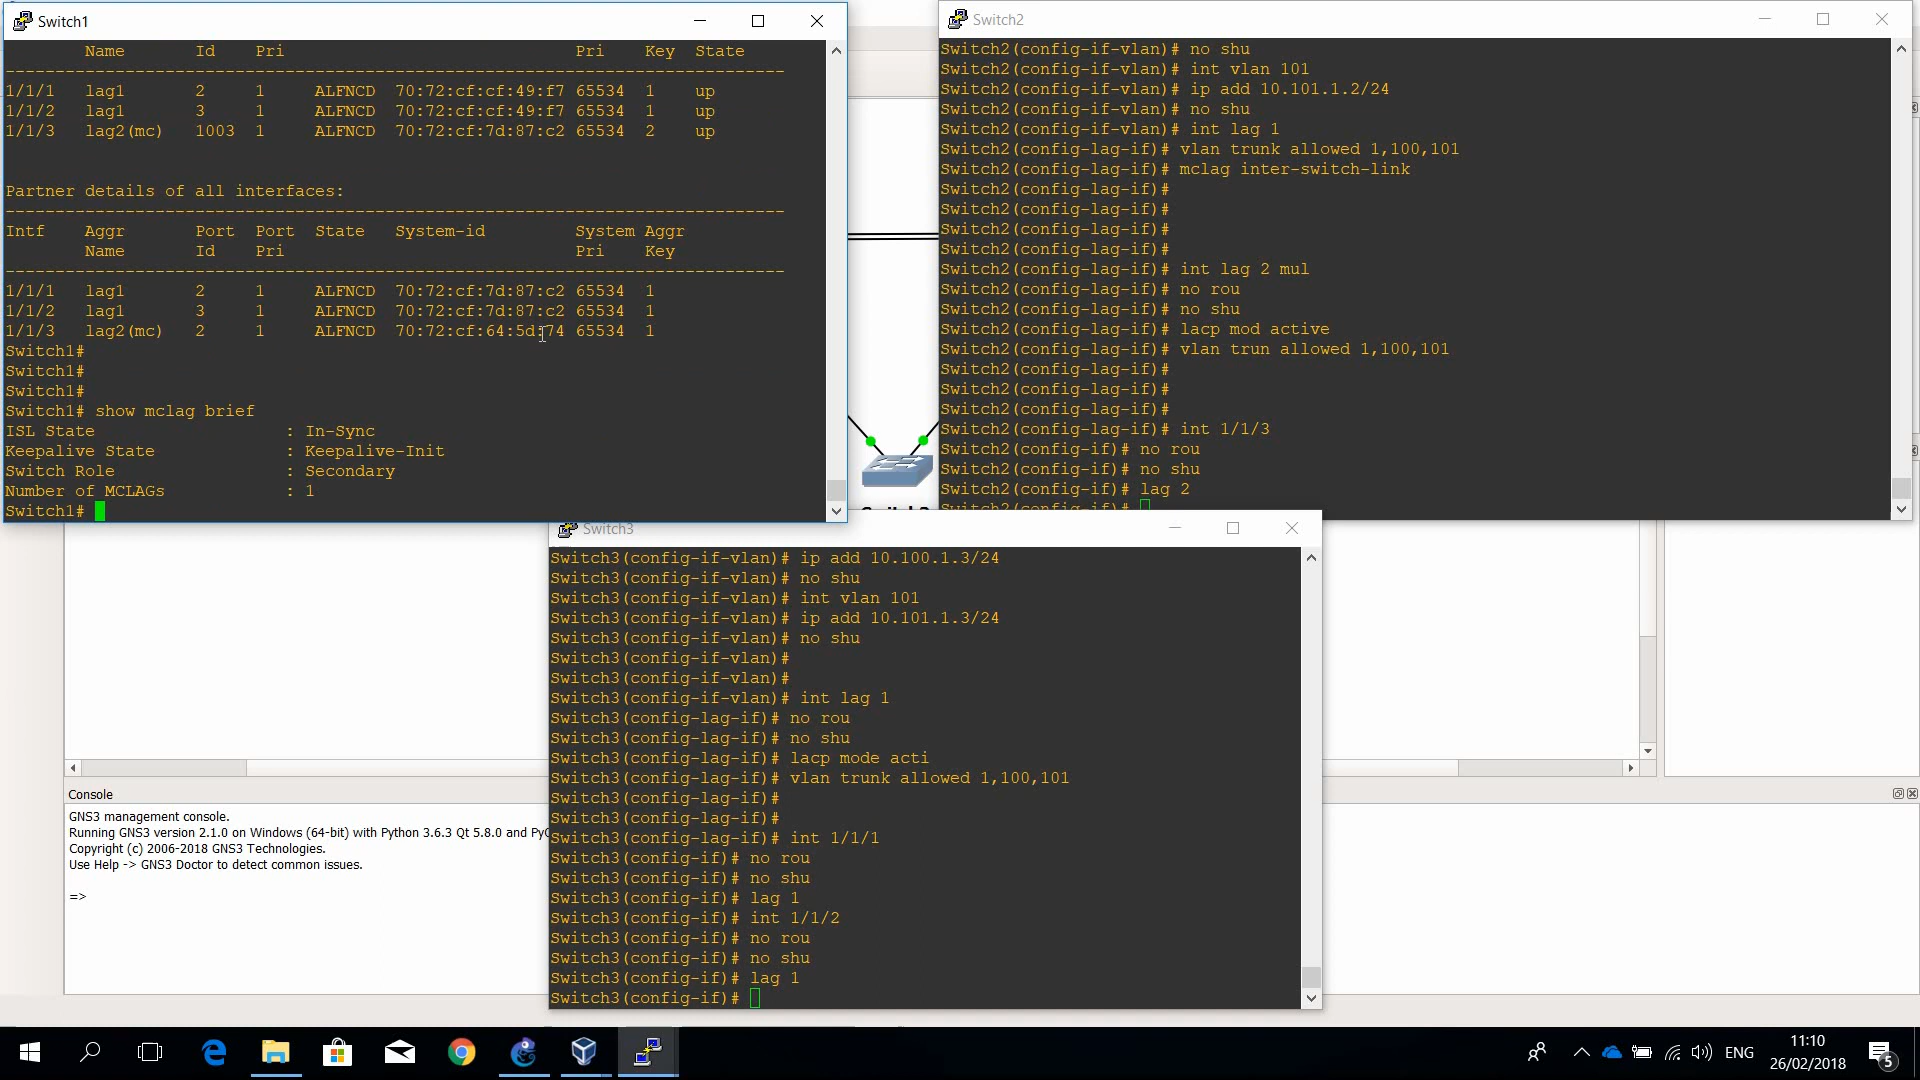 Switch1
Name Id Pri Pri Key State
--------------------------------------------------------------------------------
1/1/1 lag1 2 1 ALFNCD 70:72:cf:cf:49:f7 65534 1 up
1/1/2 lag1 3 1 ALFNCD 70:72:cf:cf:49:f7 65534 1 up
1/1/3 lag2(mc) 1003 1 ALFNCD 70:72:cf:7d:87:c2 65534 2 up
Partner details of all interfaces:
--------------------------------------------------------------------------------
Intf Aggr Port Port State System-id System Aggr
Name Id Pri Pri Key
--------------------------------------------------------------------------------
1/1/1 lag1 2 1 ALFNCD 70:72:cf:7d:87:c2 65534 1
1/1/2 lag1 3 1 ALFNCD 70:72:cf:7d:87:c2 65534 1
1/1/3 lag2(mc) 2 1 ALFNCD 70:72:cf:64:5d:74 65534 1
Switch1#
Switch1#
Switch1#
Switch1# show mclag brief
ISL State : In-Sync
Keepalive State : Keepalive-Init
Switch Role : Secondary
Number of MCLAGs : 1
Switch1#
Switch2
Switch2(config-if-vlan)# no shu
Switch2(config-if-vlan)# int vlan 101
Switch2(config-if-vlan)# ip add 10.101.1.2/24
Switch2(config-if-vlan)# no shu
Switch2(config-if-vlan)# int lag 1
Switch2(config-lag-if)# vlan trunk allowed 1,100,101
Switch2(config-lag-if)# mclag inter-switch-link
Switch2(config-lag-if)#
Switch2(config-lag-if)#
Switch2(config-lag-if)#
Switch2(config-lag-if)#
Switch2(config-lag-if)# int lag 2 mul
Switch2(config-lag-if)# no rou
Switch2(config-lag-if)# no shu
Switch2(config-lag-if)# lacp mod active
Switch2(config-lag-if)# vlan trun allowed 1,100,101
Switch2(config-lag-if)#
Switch2(config-lag-if)#
Switch2(config-lag-if)#
Switch2(config-lag-if)# int 1/1/3
Switch2(config-if)# no rou
Switch2(config-if)# no shu
Switch2(config-if)# lag 2
Switch2(config-if)#
Switch3
Switch3(config-if-vlan)# ip add 10.100.1.3/24
Switch3(config-if-vlan)# no shu
Switch3(config-if-vlan)# int vlan 101
Switch3(config-if-vlan)# ip add 10.101.1.3/24
Switch3(config-if-vlan)# no shu
Switch3(config-if-vlan)#
Switch3(config-if-vlan)#
Switch3(config-if-vlan)# int lag 1
Switch3(config-lag-if)# no rou
Switch3(config-lag-if)# no shu
Switch3(config-lag-if)# lacp mode acti
Switch3(config-lag-if)# vlan trunk allowed 1,100,101
Switch3(config-lag-if)#
Switch3(config-lag-if)#
Switch3(config-lag-if)# int 1/1/1
Switch3(config-if)# no rou
Switch3(config-if)# no shu
Switch3(config-if)# lag 1
Switch3(config-if)# int 1/1/2
Switch3(config-if)# no rou
Switch3(config-if)# no shu
Switch3(config-if)# lag 1
Switch3(config-if)#
Console
GNS3 management console.
Running GNS3 version 2.1.0 on Windows (64-bit) with Python 3.6.3 Qt 5.8.0 and
Copyright (c) 2006-2018 GNS3 Technologies.
Use Help -> GNS3 Doctor to detect common issues.
=>
ENG
11:10
26/02/2018
5